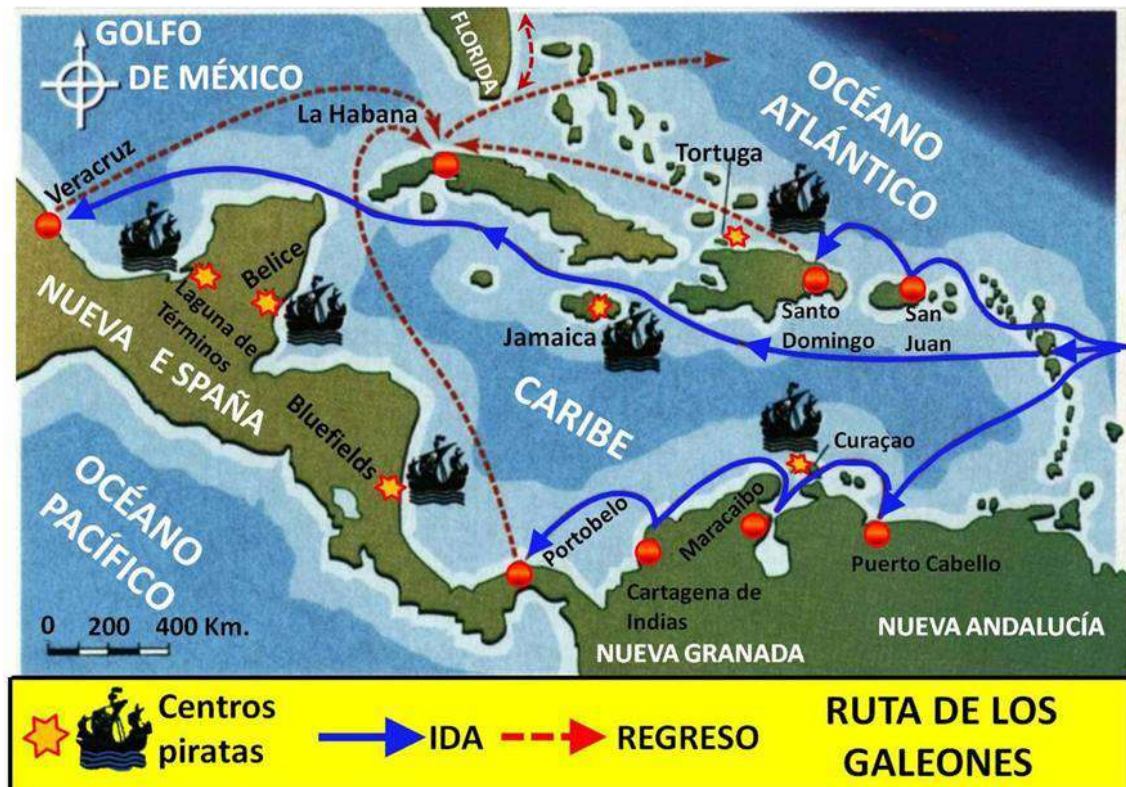 GOLFO
DE MÉXICO
FLORIDA
OCÉANO
ATLÁNTICO
La Habana
Tortuga
Veracruz
Belice
Laguna de
Términos
NUEVA E SPAÑA
Jamaica
Santo
Domingo
San
Juan
CARIBE
Bluefields
Curaçao
OCÉANO
PACÍFICO
Portobelo
Maracaibo
Puerto Cabello
Cartagena de
Indias
NUEVA GRANADA
NUEVA ANDALUCÍA
0 200 400 Km.
Centros
piratas
IDA
REGRESO
RUTA DE LOS
GALEONES